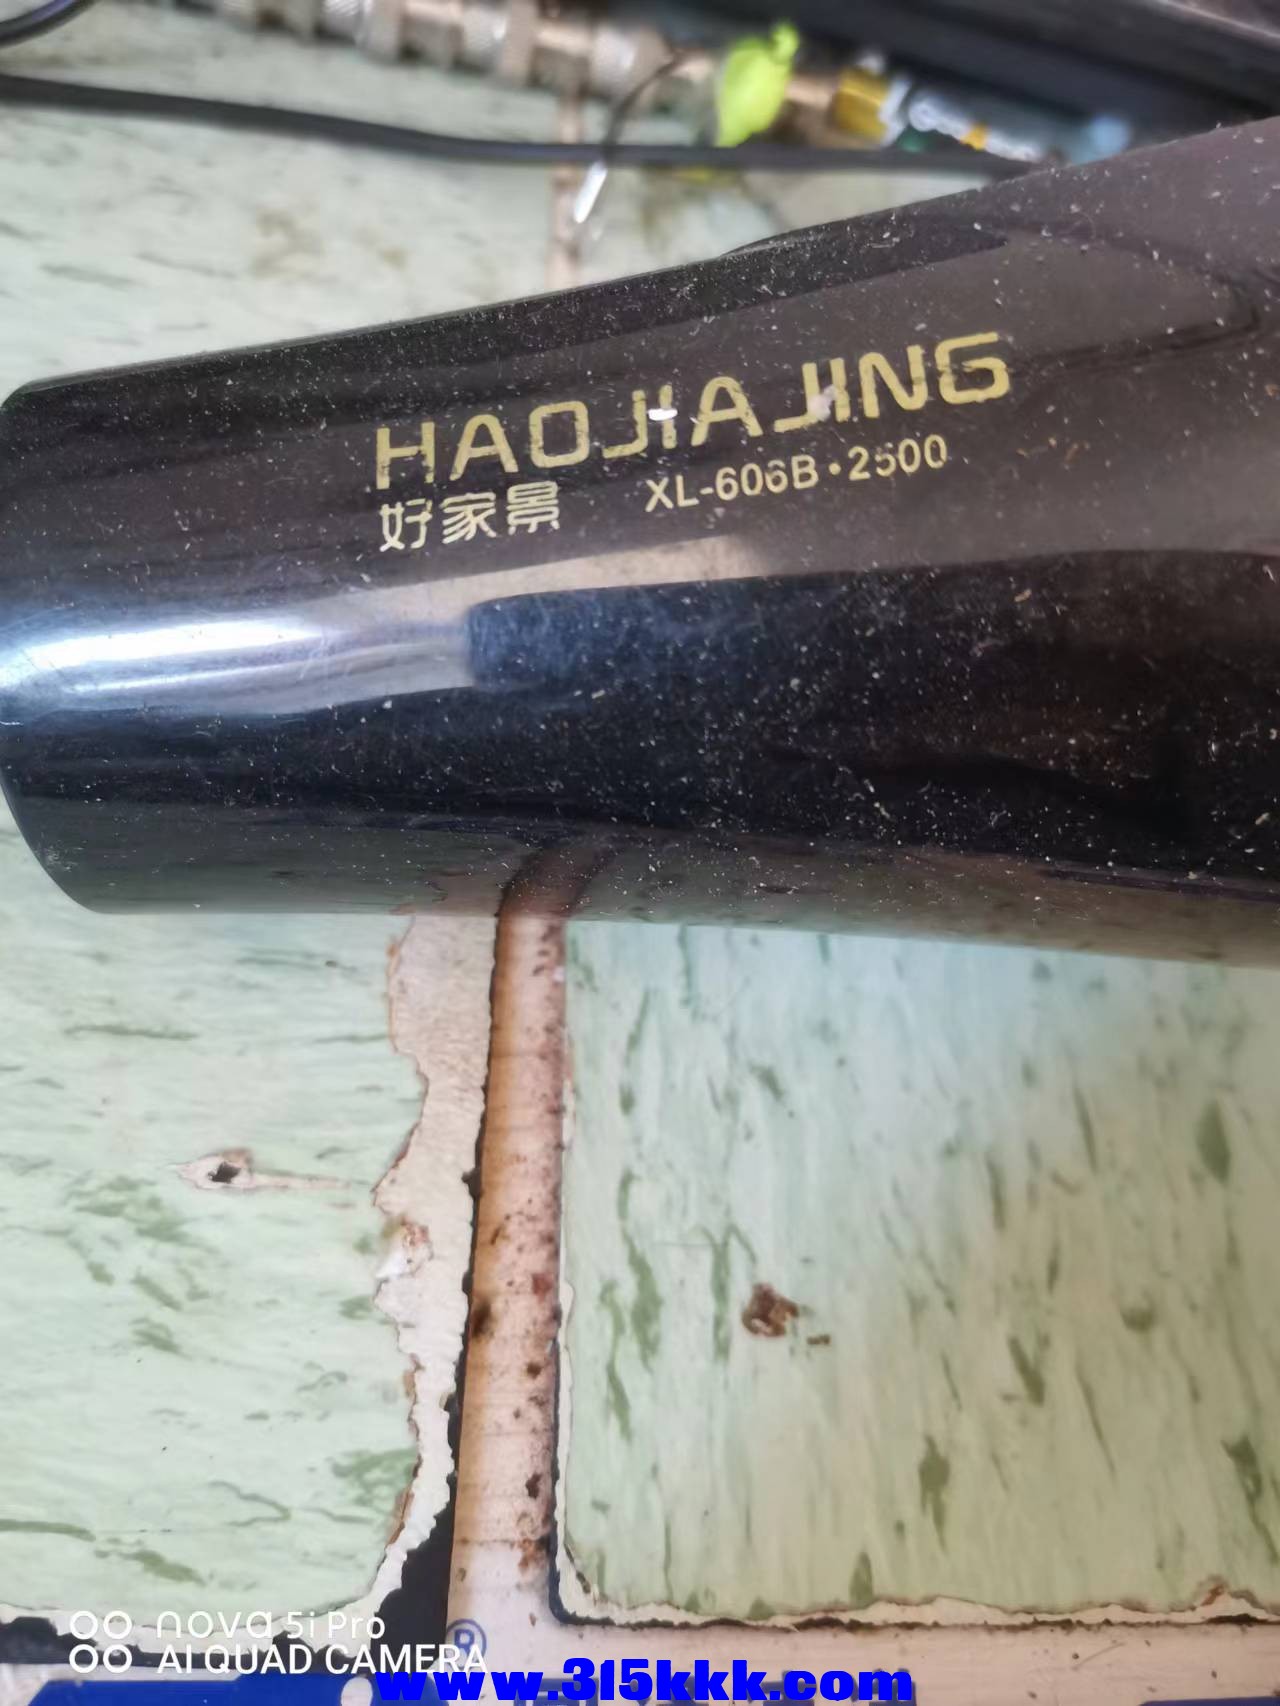 HAOJIAJING
好家景 XL-606B·2500
nova 5i Pro
AI QUAD CAMERA
®
www.315kkk.com